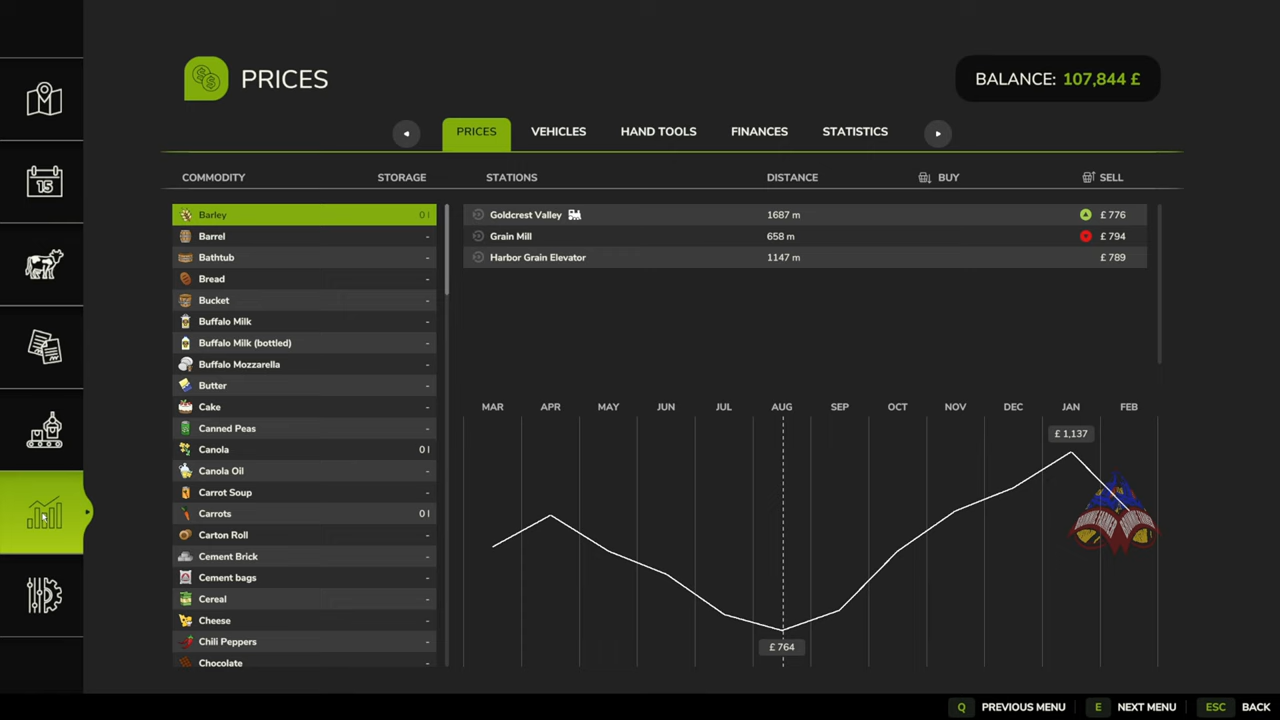 PRICES
BALANCE: 107,844 £
PRICES VEHICLES HAND TOOLS FINANCES STATISTICS
15
COMMODITY STORAGE STATIONS DISTANCE BUY SELL
Barley 0 l
Barrel -
Bathtub -
Bread -
Bucket -
Buffalo Milk -
Buffalo Milk (bottled) -
Buffalo Mozzarella -
Butter -
Cake -
Canned Peas -
Canola 0 l
Canola Oil -
Carrot Soup -
Carrots 0 l
Carton Roll -
Cement Brick -
Cement bags -
Cereal -
Cheese -
Chili Peppers -
Chocolate
Goldcrest Valley 1687 m £ 776
Grain Mill 658 m £ 794
Harbor Grain Elevator 1147 m £ 789
MAR APR MAY JUN JUL AUG SEP OCT NOV DEC JAN FEB
£ 1,137
£ 764
Q PREVIOUS MENU E NEXT MENU ESC BACK